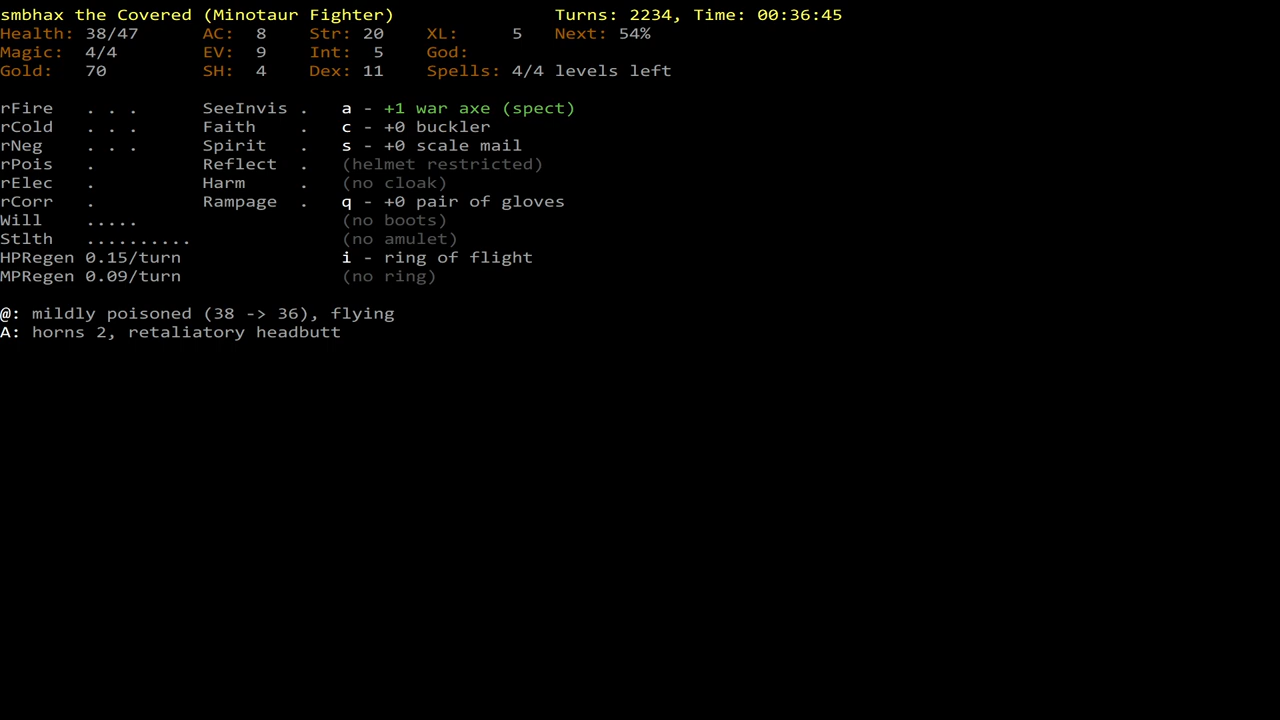 smbhax the Covered (Minotaur Fighter) Turns: 2234, Time: 00:36:45
Health: 38/47 AC: 8 Str: 20 XL: 5 Next: 54%
Magic: 4/4 EV: 9 Int: 5 God:
Gold: 70 SH: 4 Dex: 11 Spells: 4/4 levels left
rFire . . . SeeInvis . a - +1 war axe (spect)
rCold . . . Faith . c - +0 buckler
rNeg . . . Spirit . s - +0 scale mail
rPois . Reflect . (helmet restricted)
rElec . Harm . (no cloak)
rCorr . Rampage . q - +0 pair of gloves
Will ..... (no boots)
Stlth .......... (no amulet)
HPRegen 0.15/turn i - ring of flight
MPRegen 0.09/turn (no ring)
@: mildly poisoned (38 -> 36), flying
A: horns 2, retaliatory headbutt